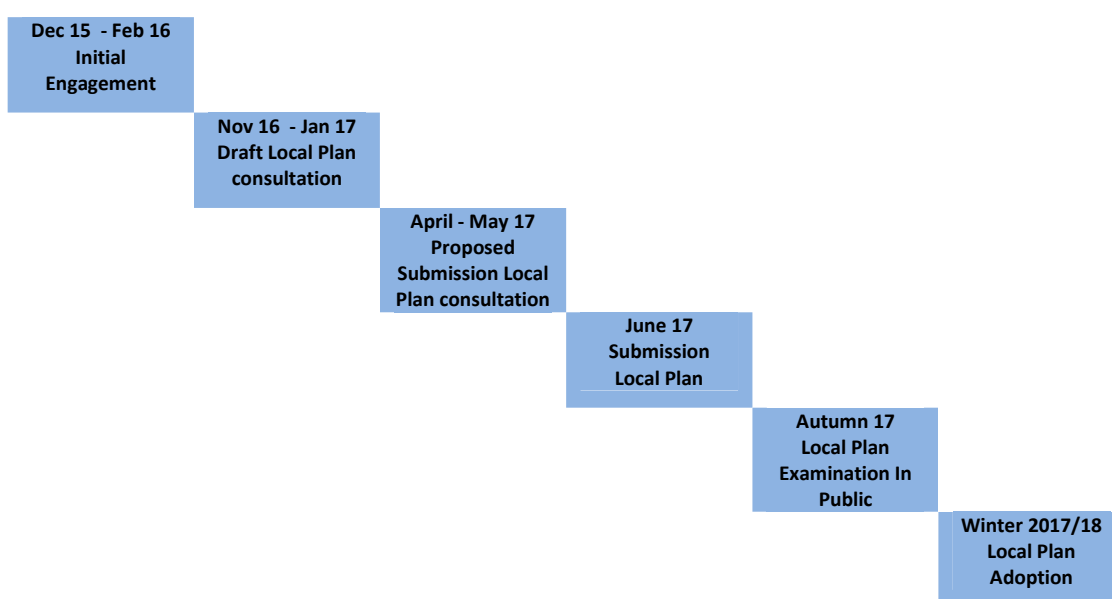 Dec 15 - Feb 16
Initial
Engagement
Nov 16 - Jan 17
Draft Local Plan
consultation
April - May 17
Proposed
Submission Local
Plan consultation
June 17
Submission
Local Plan
Autumn 17
Local Plan
Examination In
Public
Winter 2017/18
Local Plan
Adoption